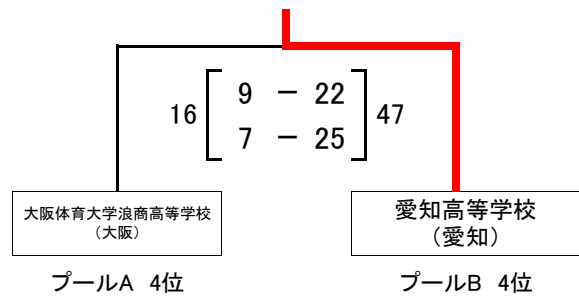 9 － 22
16 47
7 － 25
大阪体育大学浪商高等学校
（大阪）
愛知高等学校
（愛知）
プールA 4位
プールB 4位